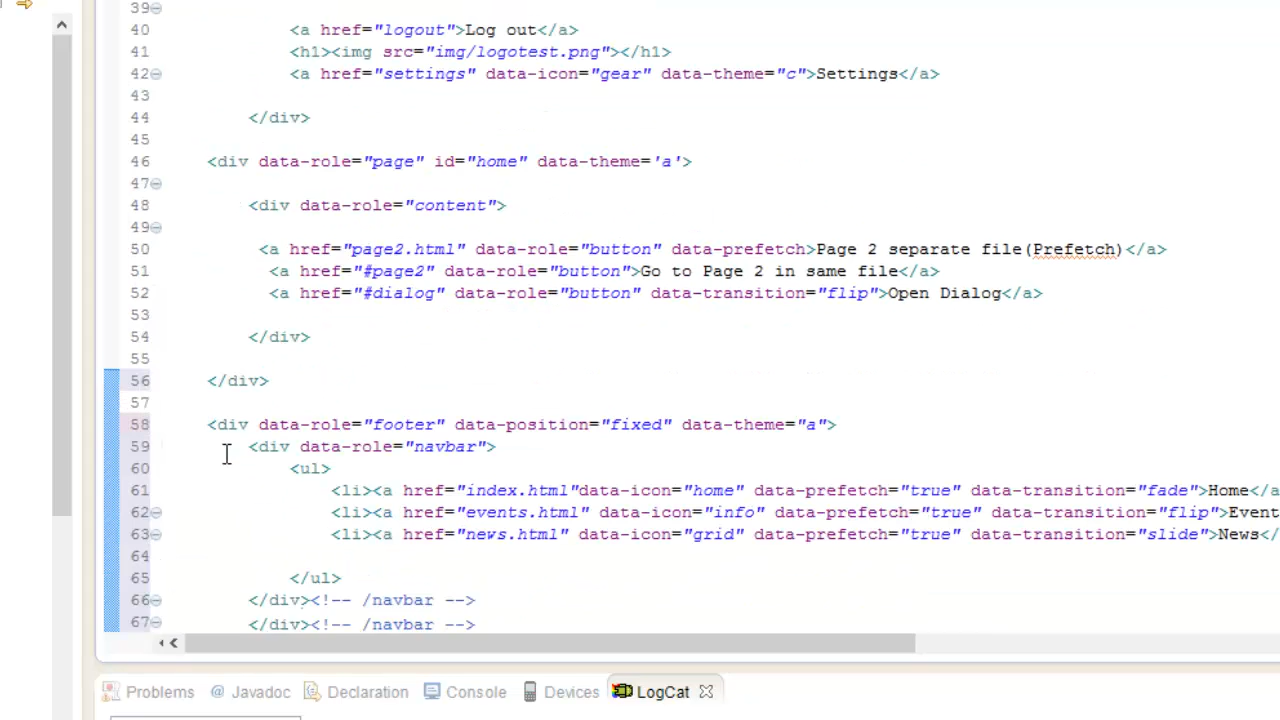 39
40 <a href="logout">Log out</a>
41 <h1><img src="img/logotest.png"></h1>
42 <a href="settings" data-icon="gear" data-theme="c">Settings</a>
43
44 </div>
45
46 <div data-role="page" id="home" data-theme='a'>
47
48 <div data-role="content">
49
50 <a href="page2.html" data-role="button" data-prefetch>Page 2 separate file(Prefetch)</a>
51 <a href="#page2" data-role="button">Go to Page 2 in same file</a>
52 <a href="#dialog" data-role="button" data-transition="flip">Open Dialog</a>
53
54 </div>
55
56 </div>
57
58 <div data-role="footer" data-position="fixed" data-theme="a">
59 <div data-role="navbar">
60 <ul>
61 <li><a href="index.html"data-icon="home" data-prefetch="true" data-transition="fade">Home</a
62 <li><a href="events.html" data-icon="info" data-prefetch="true" data-transition="flip">Event
63 <li><a href="news.html" data-icon="grid" data-prefetch="true" data-transition="slide">News</
64
65 </ul>
66 </div><!-- /navbar -->
67 </div><!-- /navbar -->
Problems @ Javadoc Declaration Console Devices LogCat